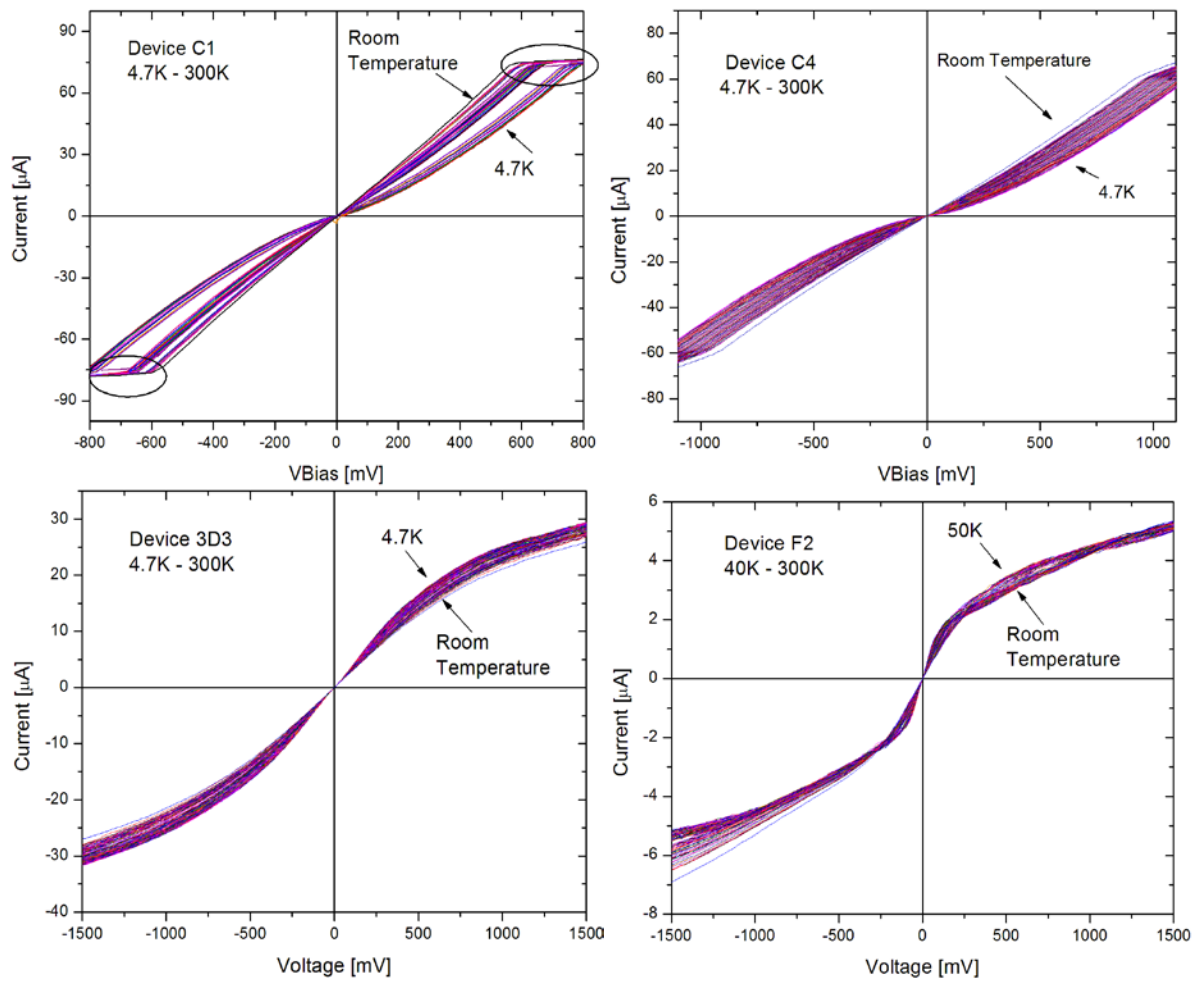 Device C1
4.7K - 300K
Room
Temperature
4.7K
Current [µA]
90
60
30
0
-30
-60
-90
-800 -600 -400 -200 0 200 400 600 800
VBias [mV]
Device C4
4.7K - 300K
Room Temperature
4.7K
Current [µA]
80
60
40
20
0
-20
-40
-60
-80
-1000 -500 0 500 1000
VBias [mV]
Device 3D3
4.7K - 300K
4.7K
Room
Temperature
Current [µA]
30
20
10
0
-10
-20
-30
-40
-1500 -1000 -500 0 500 1000 1500
Voltage [mV]
Device F2
40K - 300K
50K
Room
Temperature
Current [µA]
6
4
2
0
-2
-4
-6
-8
-1500 -1000 -500 0 500 1000 1500
Voltage [mV]